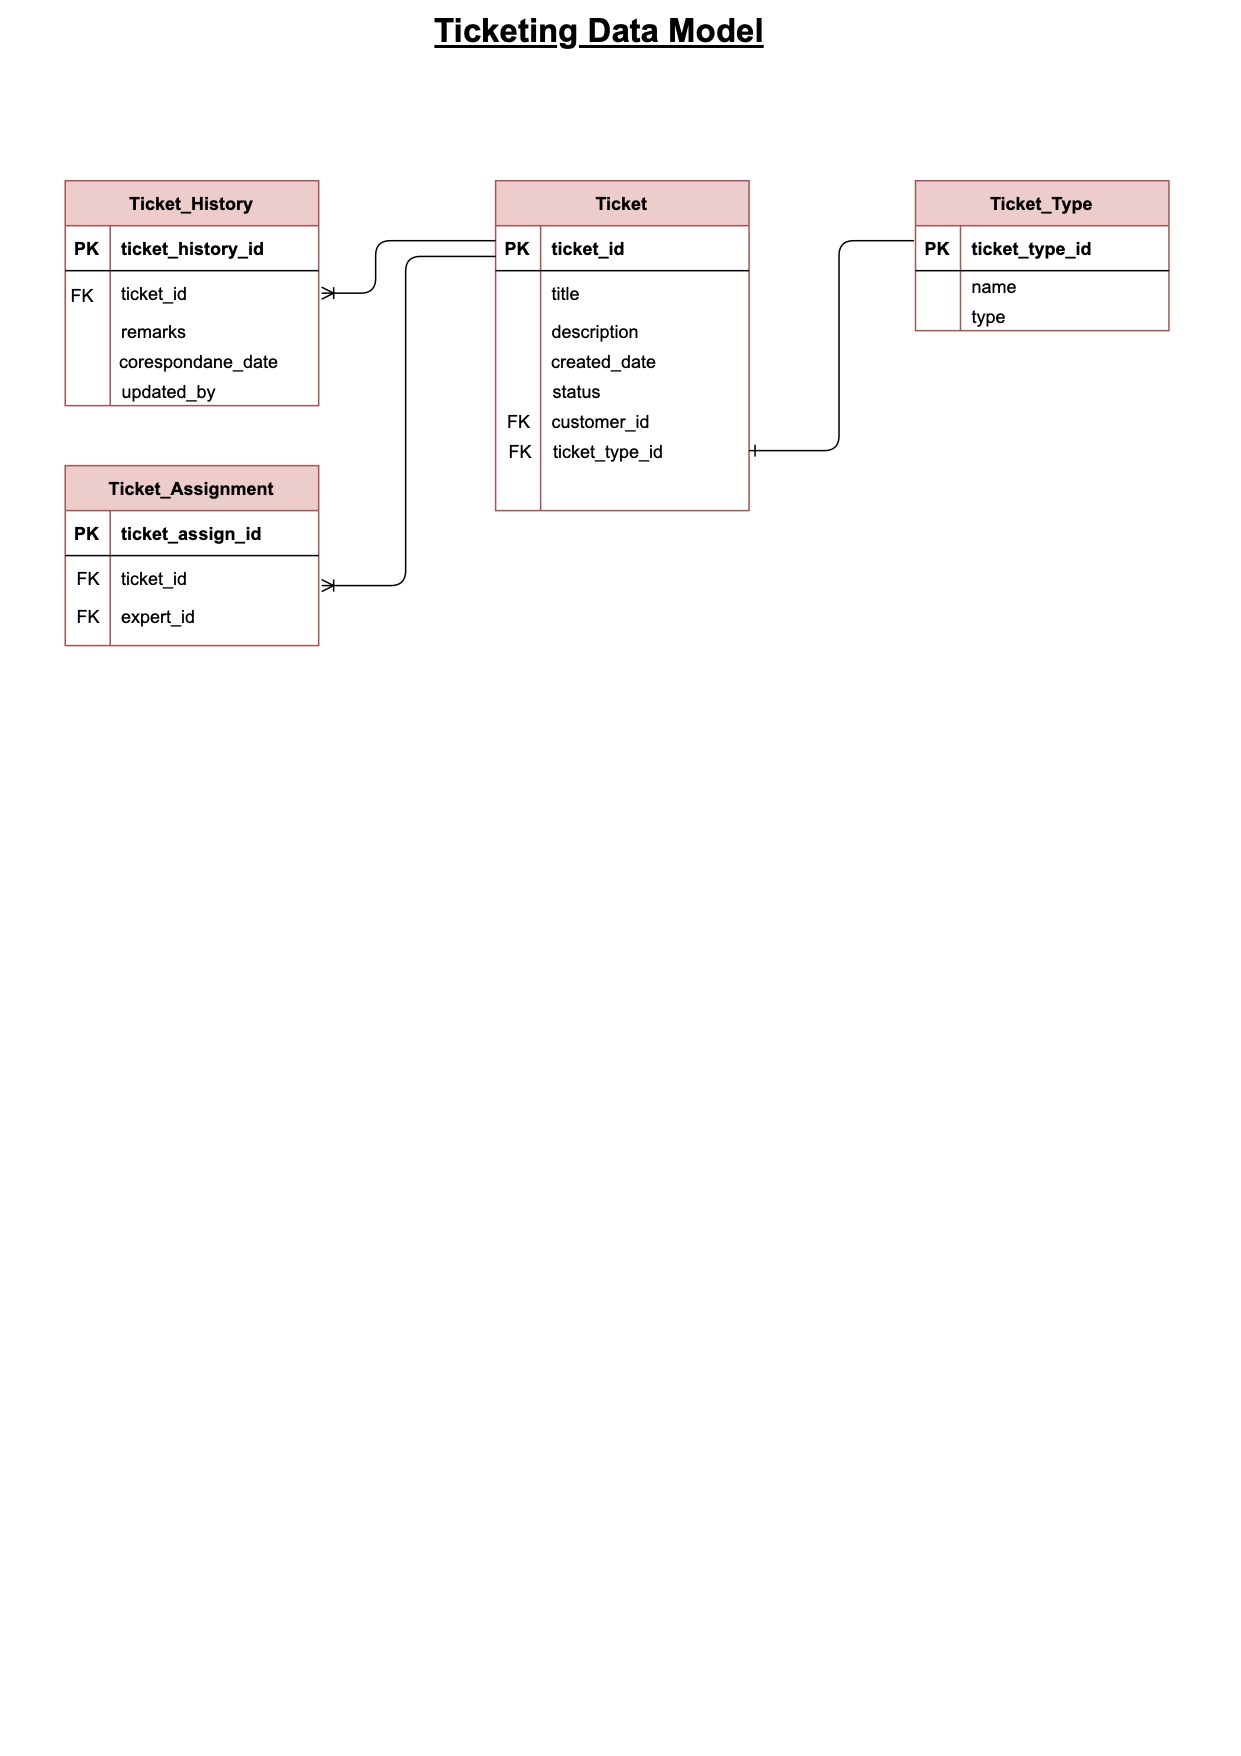 Ticketing Data Model
Ticket_History
PK ticket_history_id
FK ticket_id
remarks
corespondane_date
updated_by
Ticket
PK ticket_id
title
description
created_date
status
FK customer_id
FK ticket_type_id
Ticket_Type
PK ticket_type_id
name
type
Ticket_Assignment
PK ticket_assign_id
FK ticket_id
FK expert_id